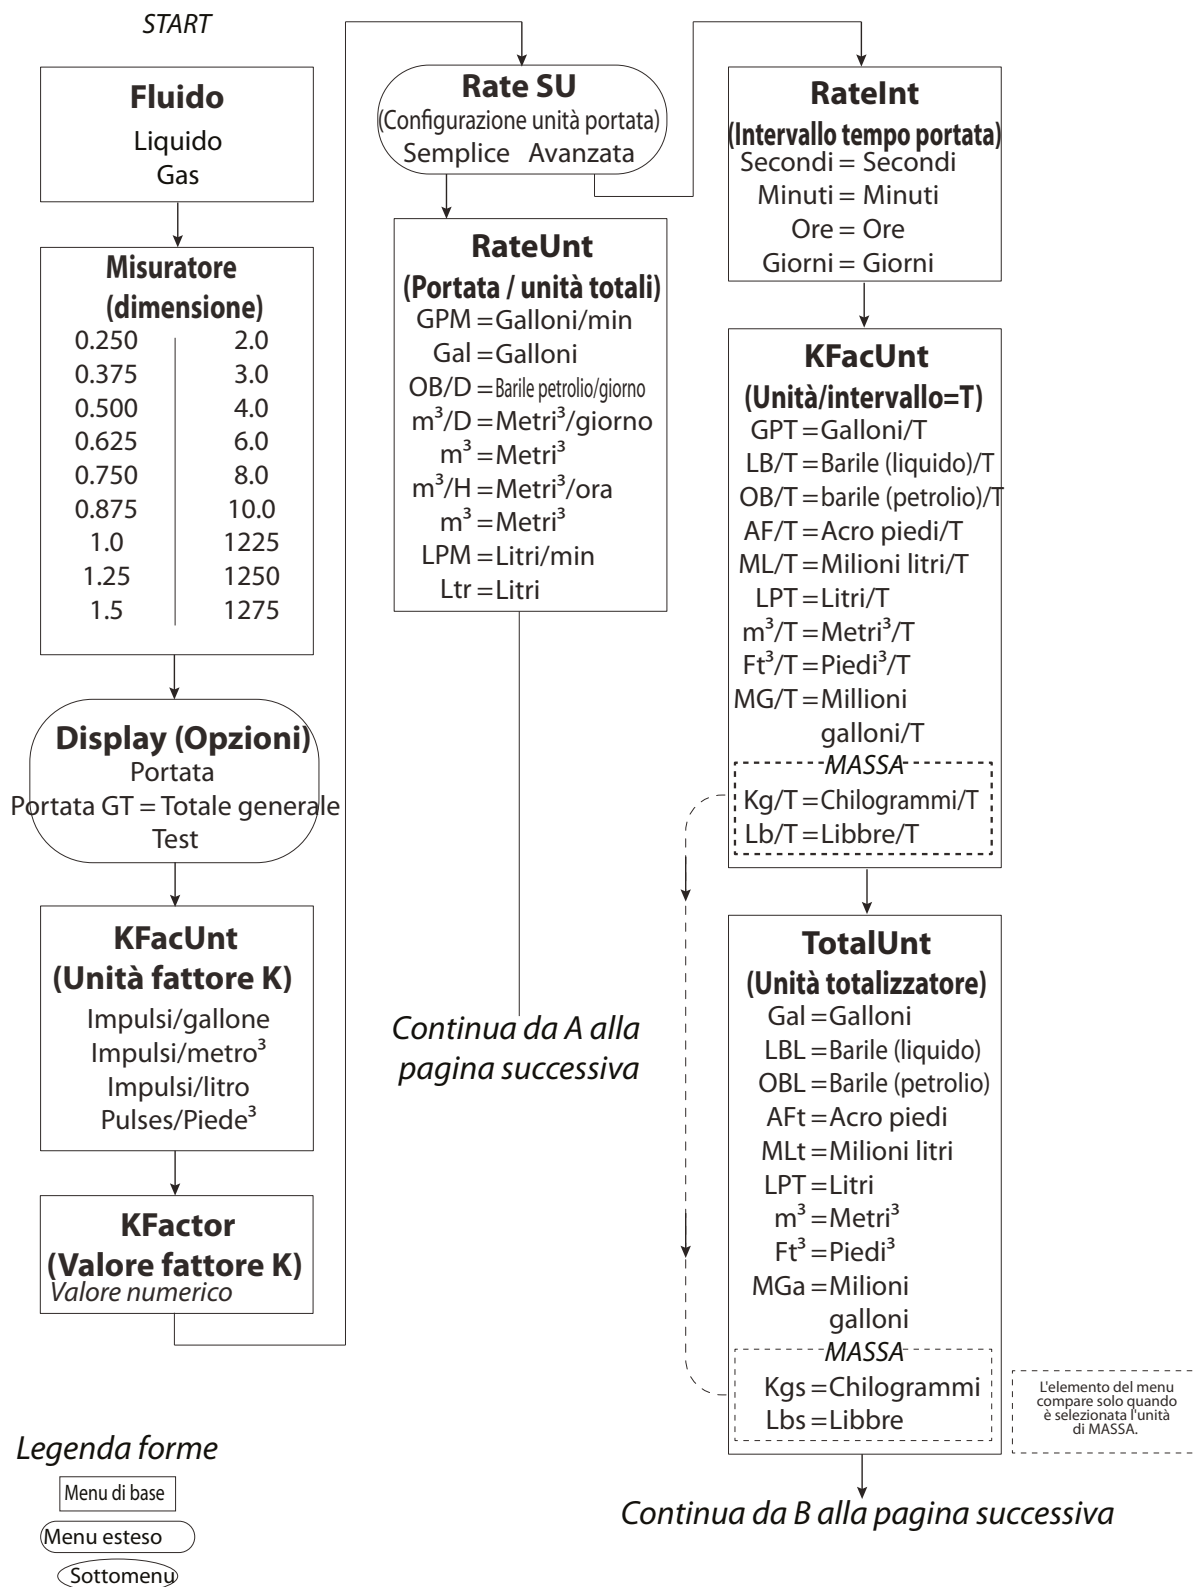 START
Fluido
Liquido
Gas
Misuratore
(dimensione)
0.250 2.0
0.375 3.0
0.500 4.0
0.625 6.0
0.750 8.0
0.875 10.0
1.0 1225
1.25 1250
1.5 1275
Display (Opzioni)
Portata
Portata GT = Totale generale
Test
KFacUnt
(Unità fattore K)
Impulsi/gallone
Impulsi/metro³
Impulsi/litro
Pulses/Piede³
KFactor
(Valore fattore K)
Valore numerico
Rate SU
(Configurazione unità portata)
Semplice Avanzata
RateUnt
(Portata / unità totali)
GPM = Galloni/min
Gal = Galloni
OB/D = Barile petrolio/giorno
m³/D = Metri³/giorno
m³ = Metri³
m³/H = Metri³/ora
m³ = Metri³
LPM = Litri/min
Ltr = Litri
Continua da A alla
pagina successiva
RateInt
(Intervallo tempo portata)
Secondi = Secondi
Minuti = Minuti
Ore = Ore
Giorni = Giorni
KFacUnt
(Unità/intervallo=T)
GPT = Galloni/T
LB/T = Barile (liquido)/T
OB/T = barile (petrolio)/T
AF/T = Acro piedi/T
ML/T = Milioni litri/T
LPT = Litri/T
m³/T = Metri³/T
Ft³/T = Piedi³/T
MG/T = Millioni
galloni/T
MASSA
Kg/T = Chilogrammi/T
Lb/T = Libbre/T
TotalUnt
(Unità totalizzatore)
Gal = Galloni
LBL = Barile (liquido)
OBL = Barile (petrolio)
AFt = Acro piedi
MLt = Milioni litri
LPT = Litri
m³ = Metri³
Ft³ = Piedi³
MGa = Milioni
galloni
MASSA
Kgs = Chilogrammi
Lbs = Libbre
L'elemento del menu
compare solo quando
è selezionata l'unità
di MASSA.
Continua da B alla pagina successiva
Legenda forme
Menu di base
Menu esteso
Sottomenu